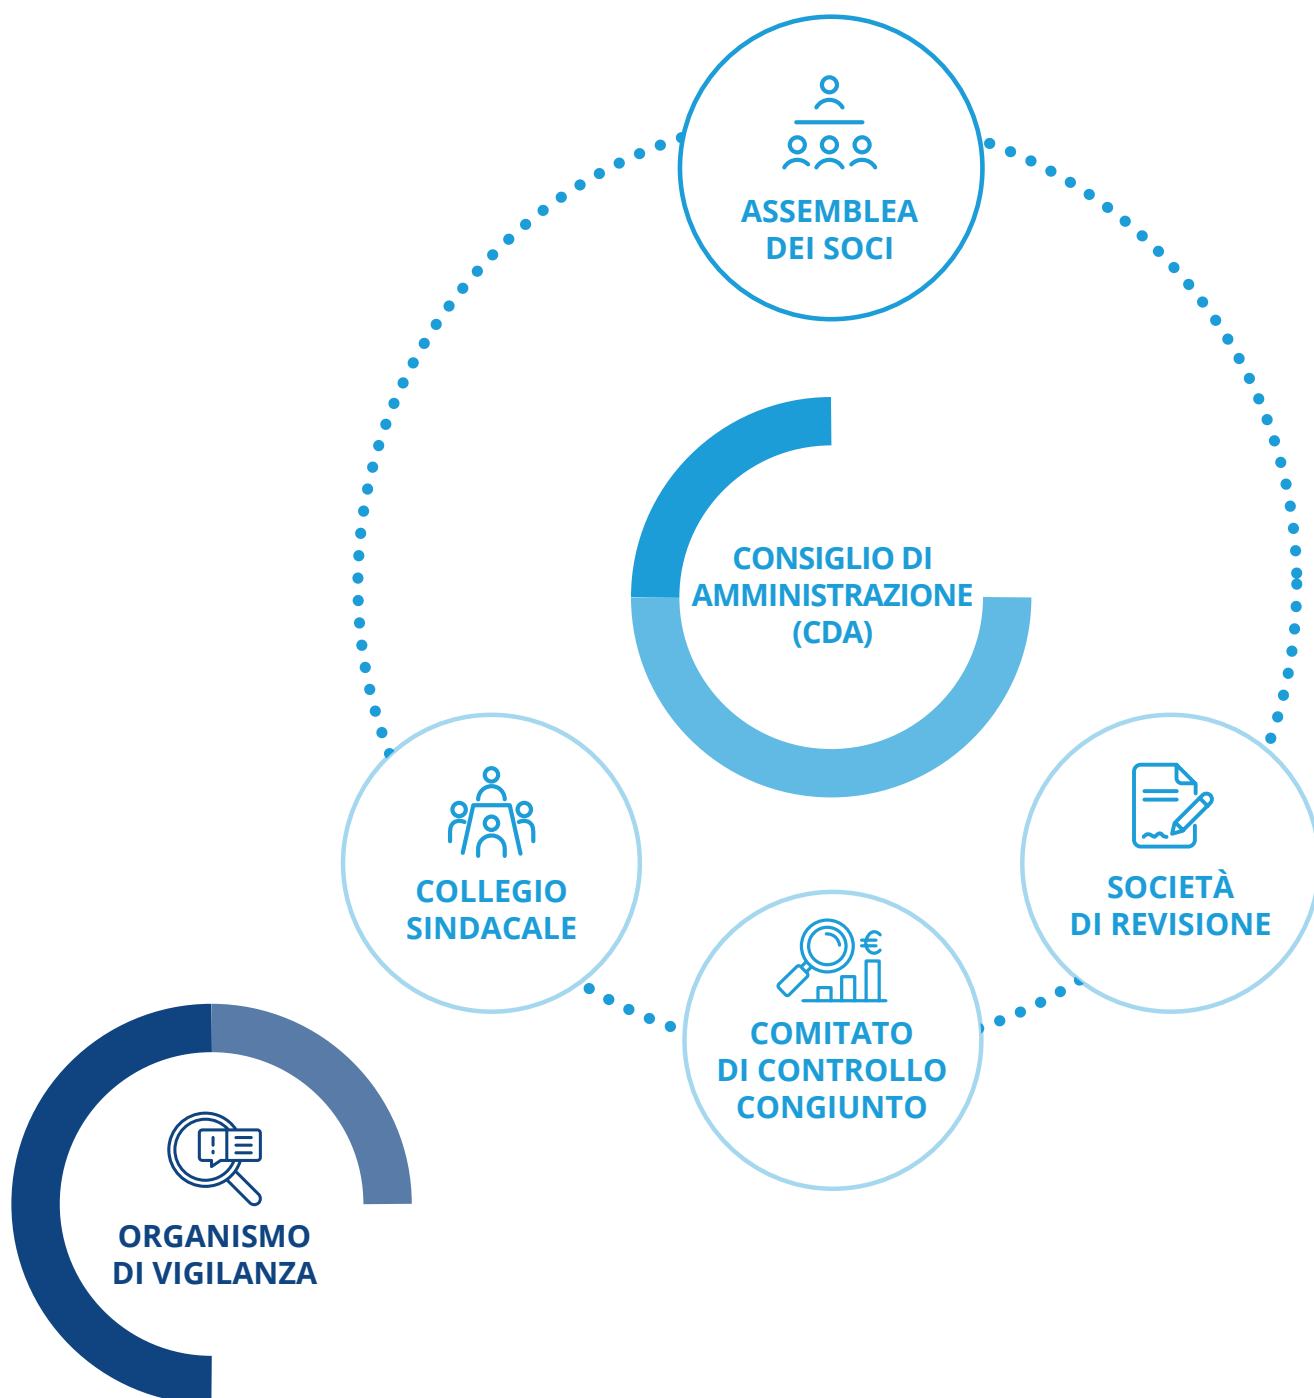 ASSEMBLEA
DEI SOCI
CONSIGLIO DI
AMMINISTRAZIONE
(CDA)
COLLEGIO
SINDACALE
SOCIETÀ
DI REVISIONE
€
COMITATO
DI CONTROLLO
CONGIUNTO
!
ORGANISMO
DI VIGILANZA